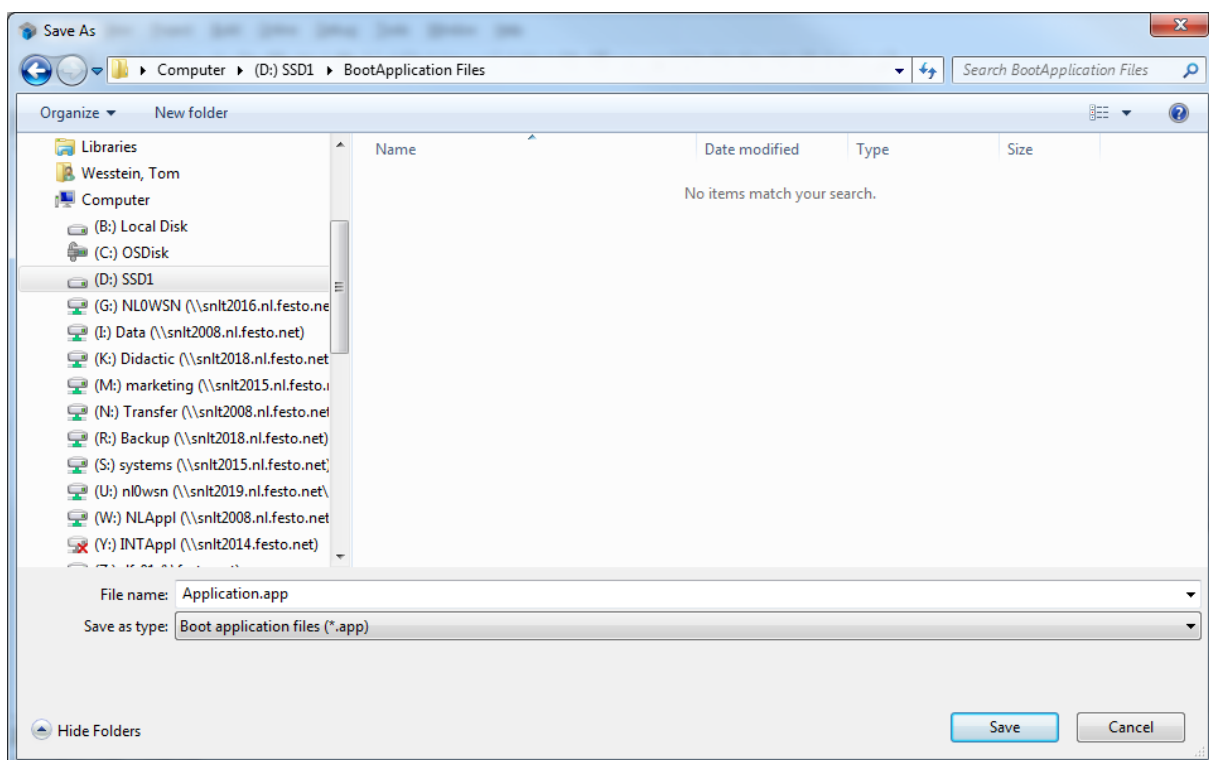 Save As
Computer ▸ (D:) SSD1 ▸ BootApplication Files
Search BootApplication Files
Organize
New folder
Name
Date modified
Type
Size
No items match your search.
Libraries
Wesstein, Tom
Computer
(B:) Local Disk
(C:) OSDisk
(D:) SSD1
(G:) NL0WSN (\\snlt2016.nl.festo.ne
(I:) Data (\\snlt2008.nl.festo.net)
(K:) Didactic (\\snlt2018.nl.festo.net
(M:) marketing (\\snlt2015.nl.festo.
(N:) Transfer (\\snlt2008.nl.festo.net
(R:) Backup (\\snlt2018.nl.festo.net)
(S:) systems (\\snlt2015.nl.festo.net)
(U:) nl0wsn (\\snlt2019.nl.festo.net\
(W:) NLAppl (\\snlt2008.nl.festo.net
(Y:) INTAppl (\\snlt2014.festo.net)
File name: Application.app
Save as type: Boot application files (*.app)
Hide Folders
Save
Cancel